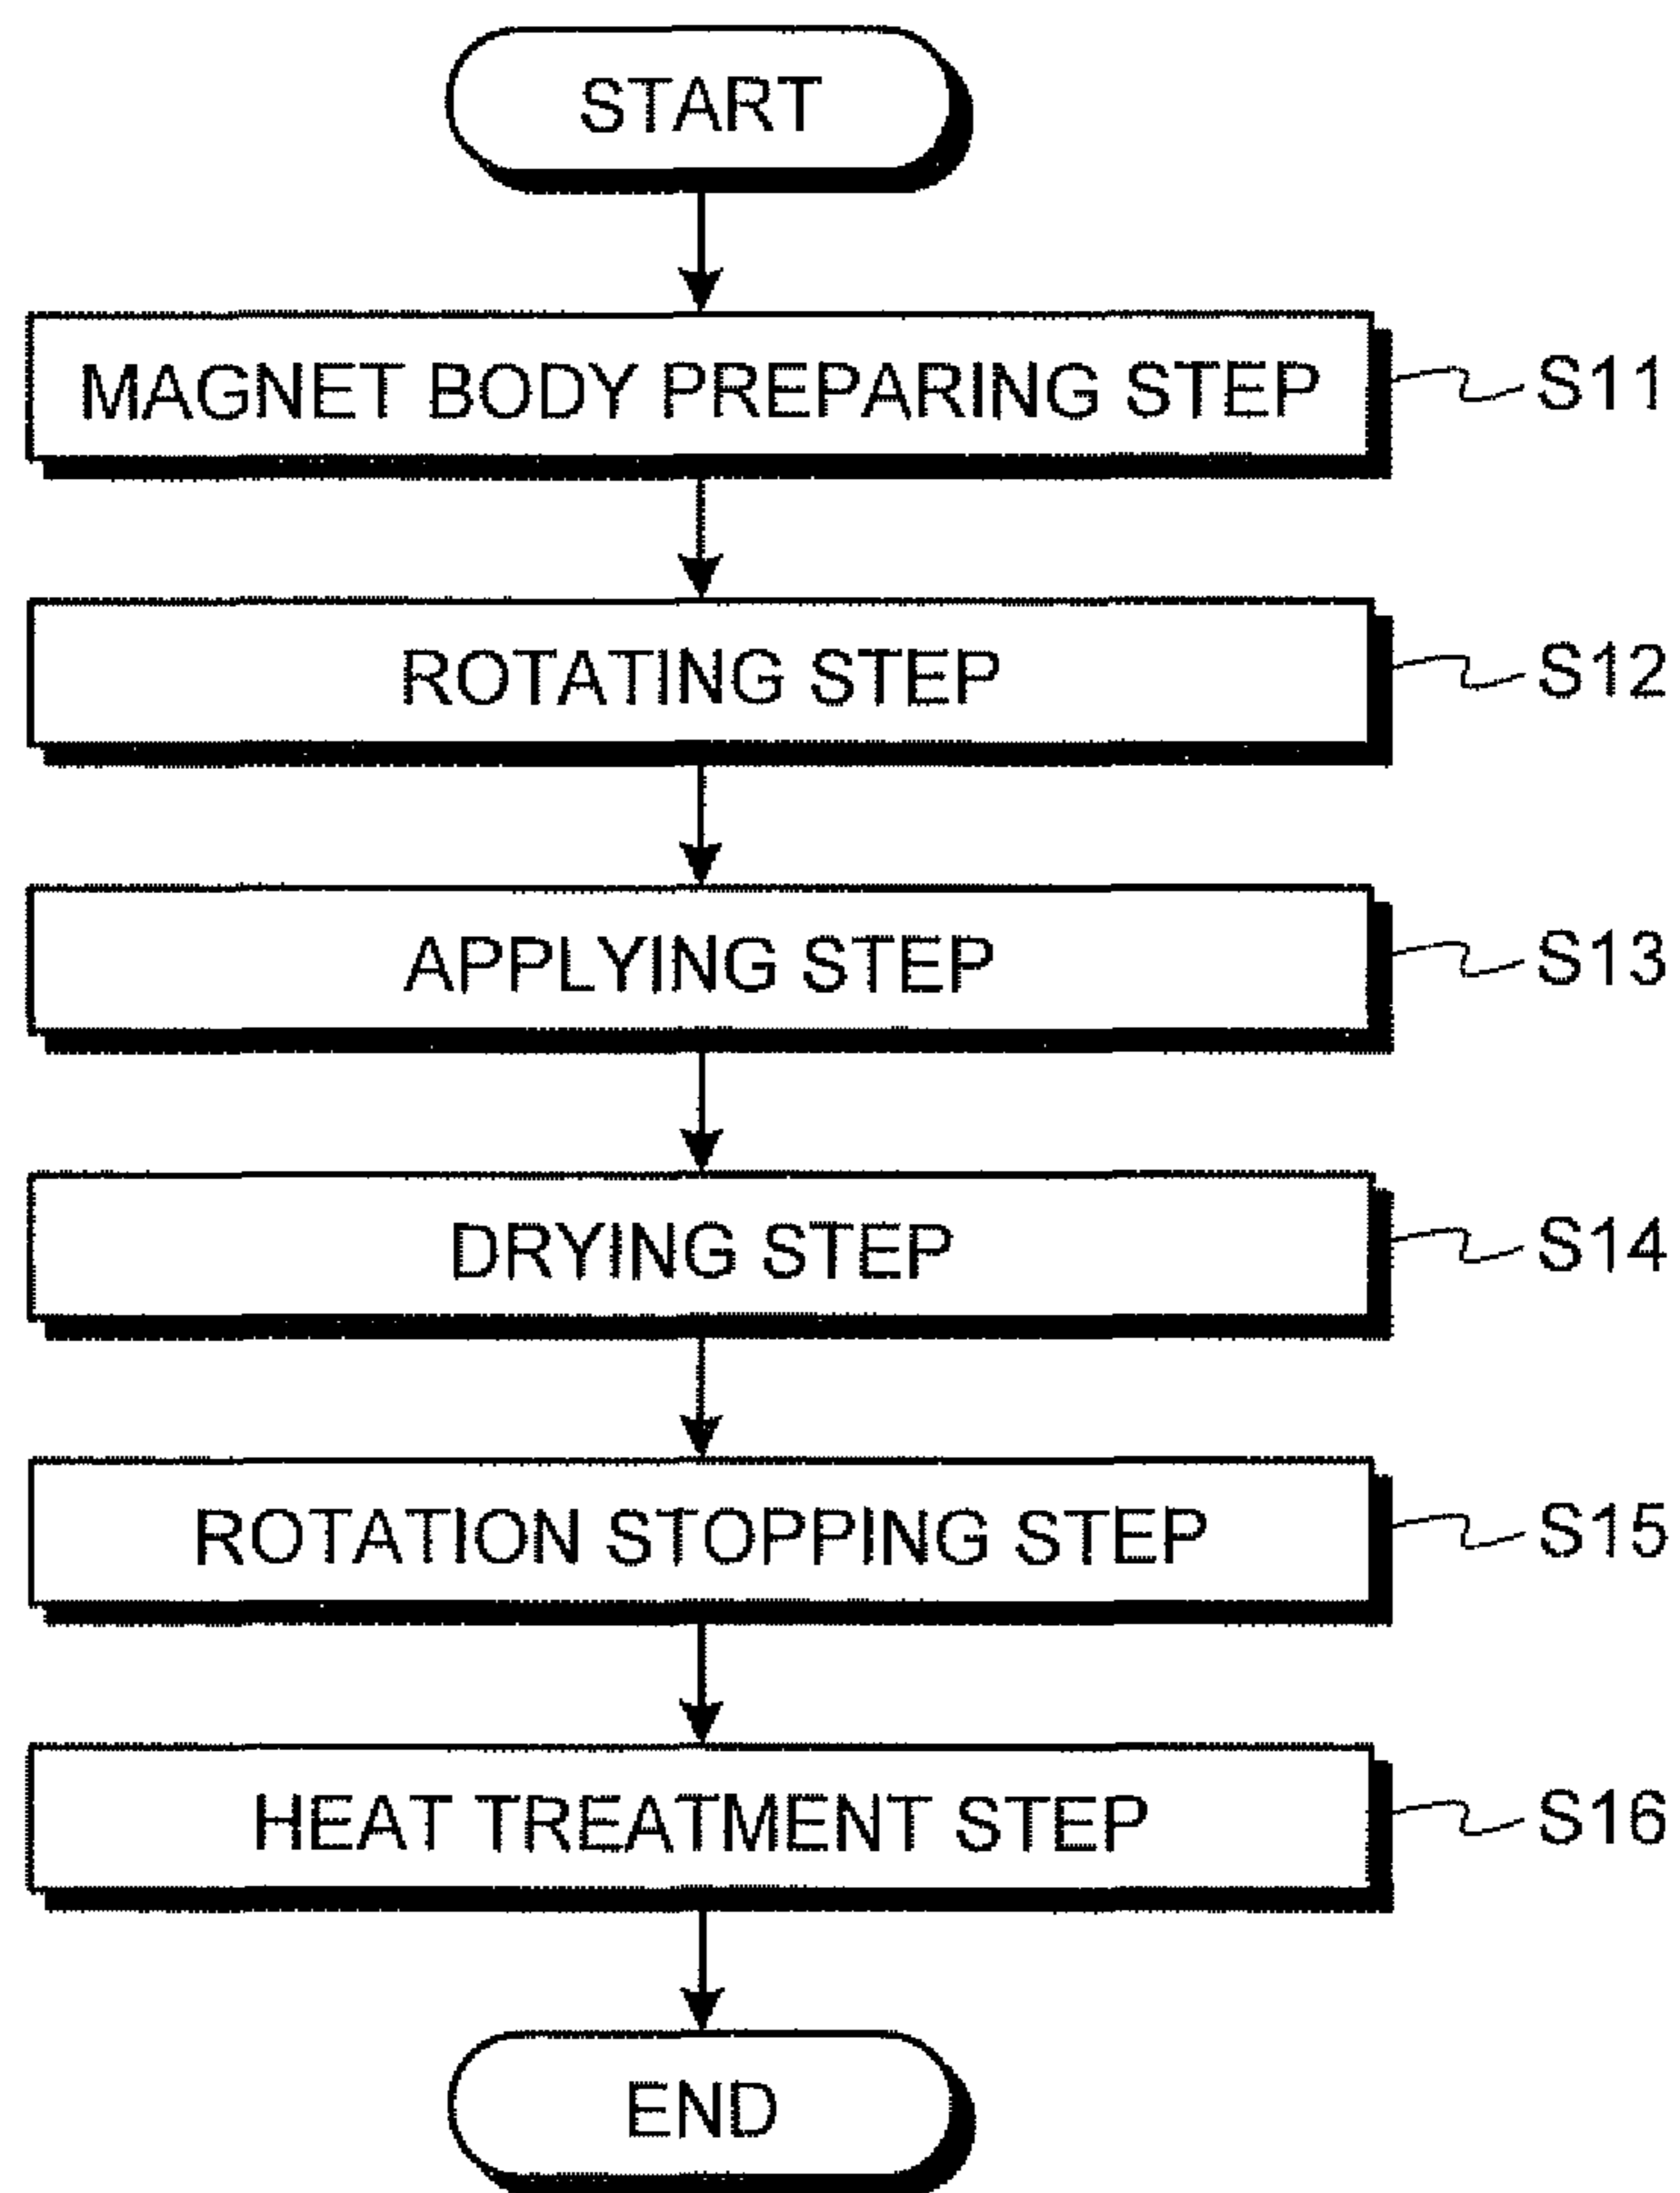 START
MAGNET BODY PREPARING STEP S11
ROTATING STEP S12
APPLYING STEP S13
DRYING STEP S14
ROTATION STOPPING STEP S15
HEAT TREATMENT STEP S16
END